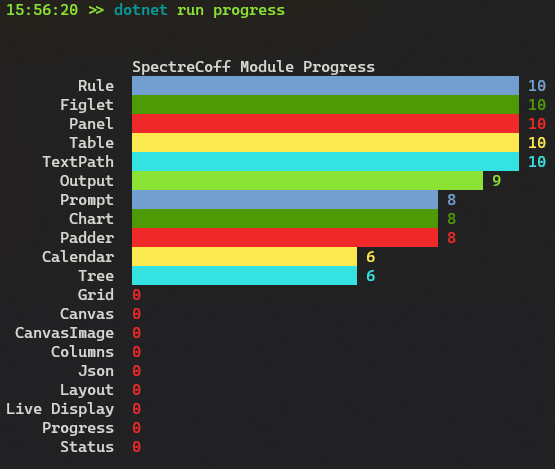 15:56:20 >> dotnet run progress
SpectreCoff Module Progress
Rule 10
Figlet 10
Panel 10
Table 10
TextPath 10
Output 9
Prompt 8
Chart 8
Padder 8
Calendar 6
Tree 6
Grid 0
Canvas 0
CanvasImage 0
Columns 0
Json 0
Layout 0
Live Display 0
Progress 0
Status 0